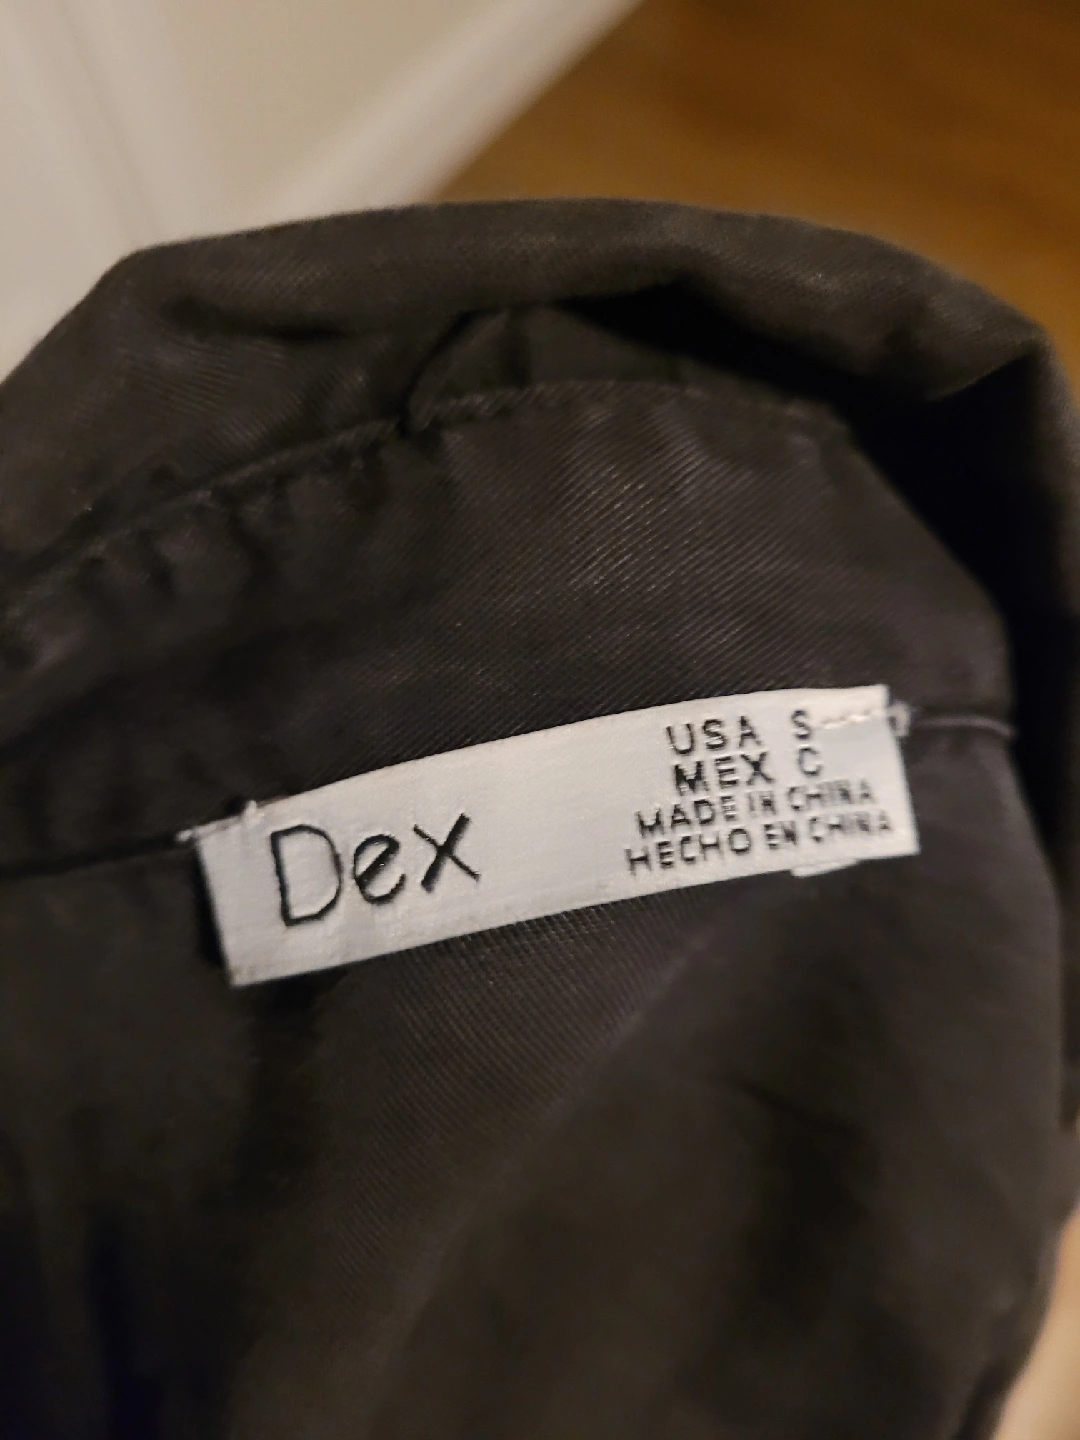 Dex
USA S
MEX C
MADE IN CHINA
HECHO EN CHINA